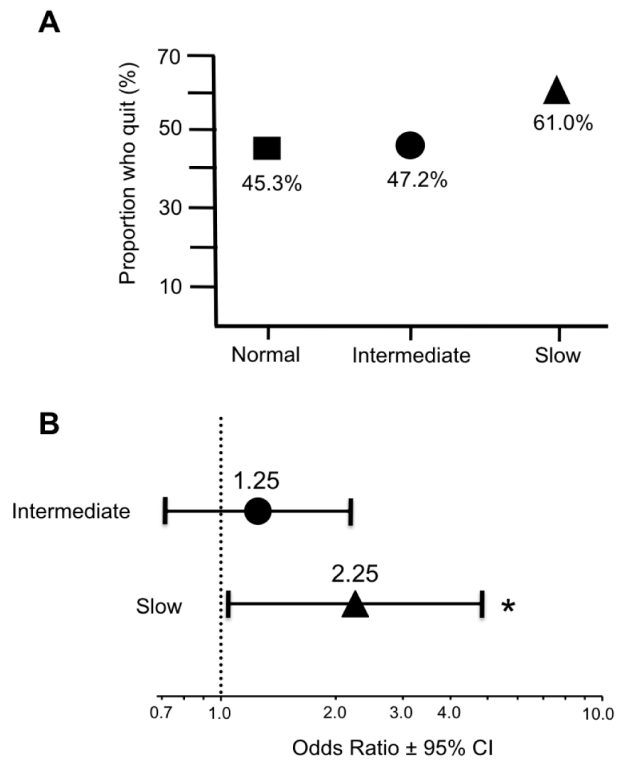 A
Proportion who quit (%)
70
50
30
10
45.3%
47.2%
61.0%
Normal
Intermediate
Slow
B
Intermediate
1.25
Slow
2.25
*
0.7
1.0
2.0
3.0
4.0
10.0
Odds Ratio ± 95% CI